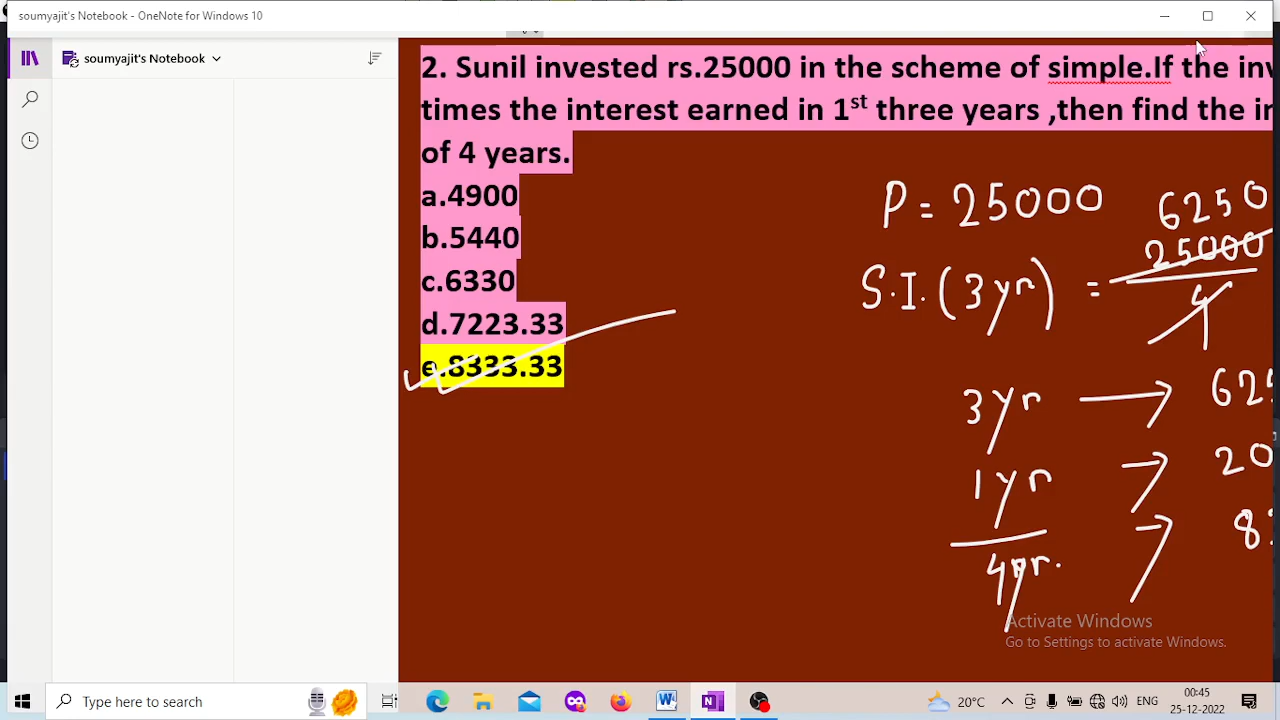 soumyajit's Notebook - OneNote for Windows 10
soumyajit's Notebook
2. Sunil invested rs.25000 in the scheme of simple.If the inv
times the interest earned in 1st three years ,then find the in
of 4 years.
a.4900
b.5440
c.6330
d.7223.33
e.8333.33
P = 25000
6250
25000
S.I. (3yr) =
4
3yr → 625
1yr → 20
4yr. → 83
Activate Windows
Go to Settings to activate Windows.
Type here to search
20°C
ENG
00:45
25-12-2022